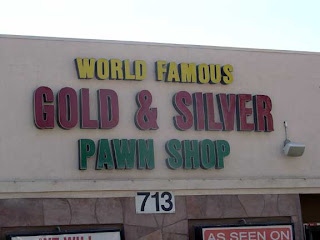 WORLD FAMOUS
GOLD & SILVER
PAWN SHOP
713
AS SEEN ON